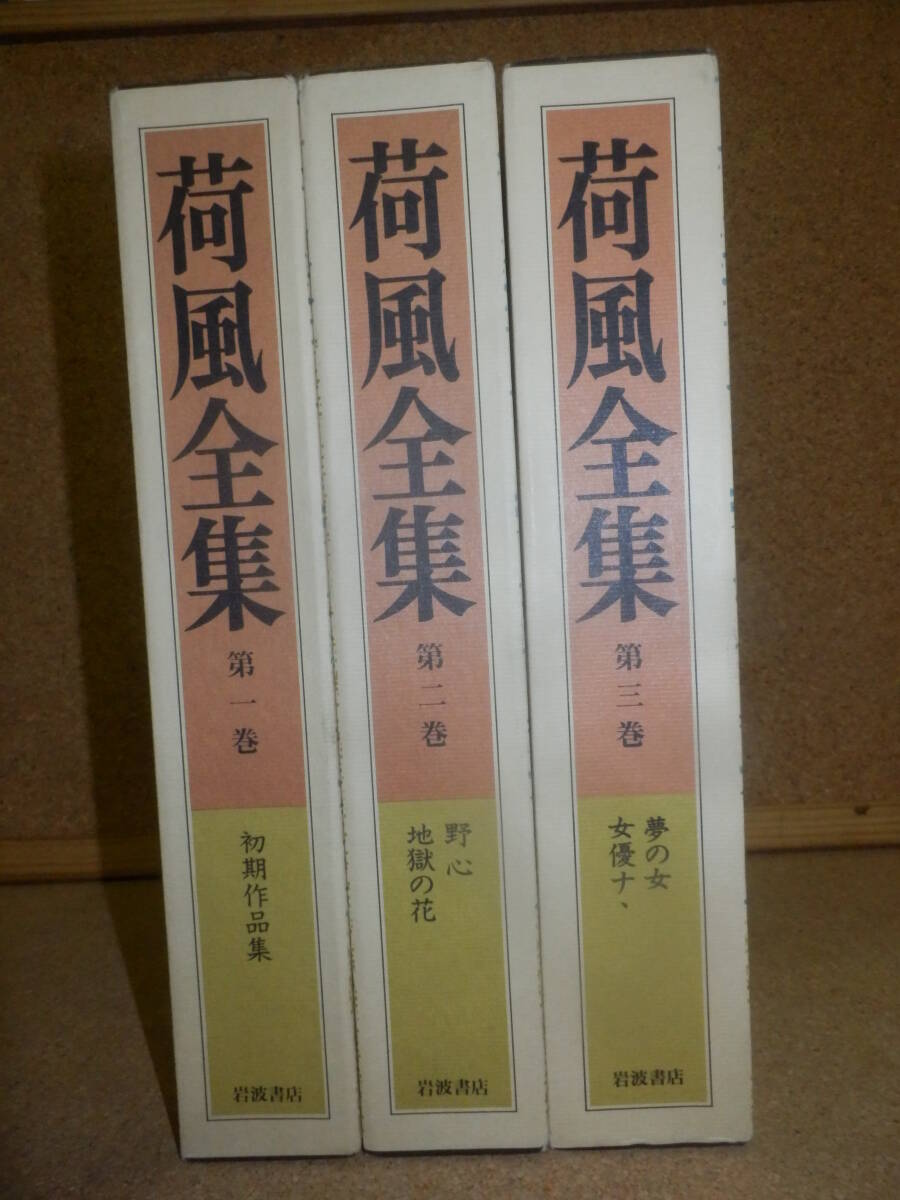 荷風全集
第一巻
初期作品集
岩波書店
荷風全集
第二巻
野心
地獄の花
岩波書店
荷風全集
第三巻
夢の女
女優ナヽ
岩波書店